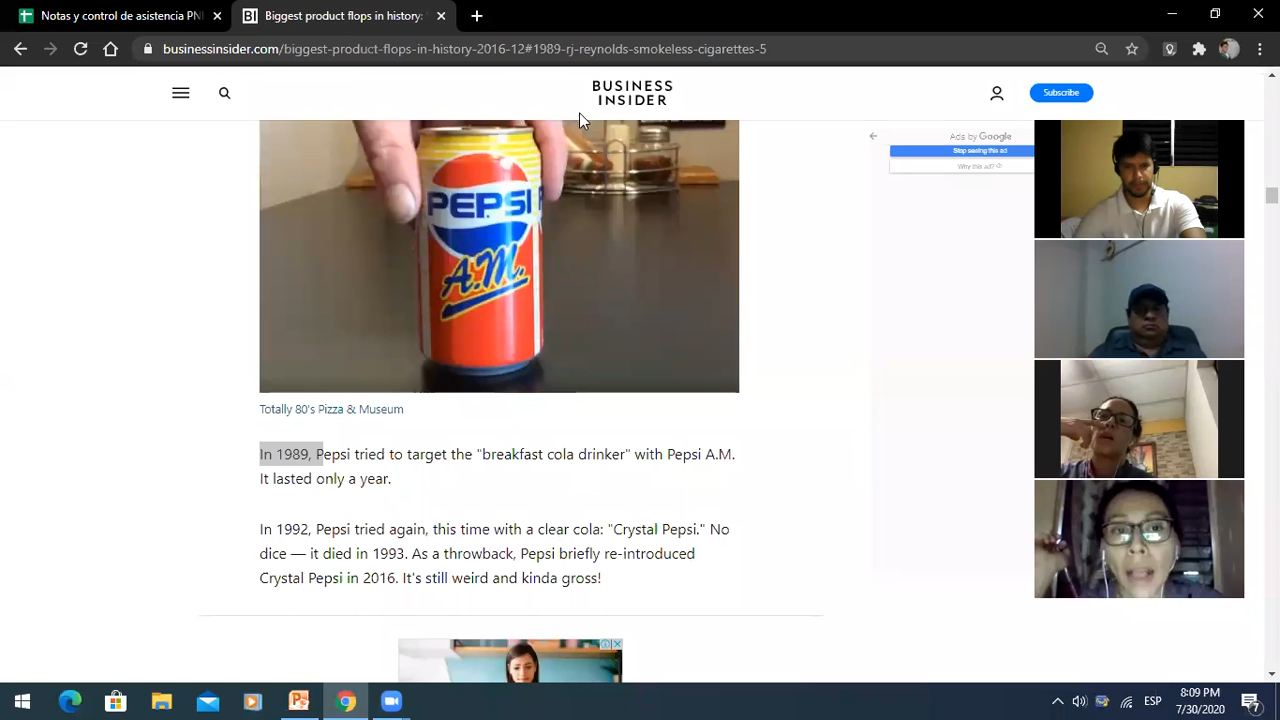 Notas y control de asistencia PNI
Biggest product flops in history:
businessinsider.com/biggest-product-flops-in-history-2016-12#1989-rj-reynolds-smokeless-cigarettes-5
BUSINESS
INSIDER
Subscribe
Ads by Google
Stop seeing this ad
Why this ad?
PEPSI
A.M.
Totally 80's Pizza & Museum
In 1989, Pepsi tried to target the "breakfast cola drinker" with Pepsi A.M.
It lasted only a year.
In 1992, Pepsi tried again, this time with a clear cola: "Crystal Pepsi." No
dice — it died in 1993. As a throwback, Pepsi briefly re-introduced
Crystal Pepsi in 2016. It's still weird and kinda gross!
ESP
8:09 PM
7/30/2020
7